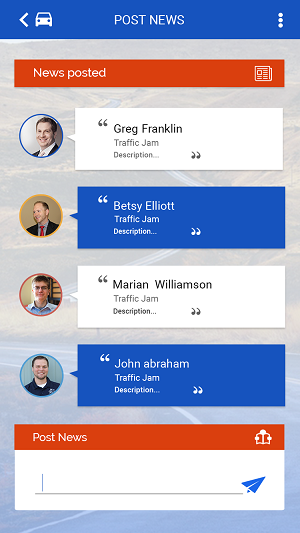 POST NEWS
News posted
“
Greg Franklin
Traffic Jam
Description...
”
“
Betsy Elliott
Traffic Jam
Description...
”
“
Marian Williamson
Traffic Jam
Description...
”
“
John abraham
Traffic Jam
Description...
”
Post News